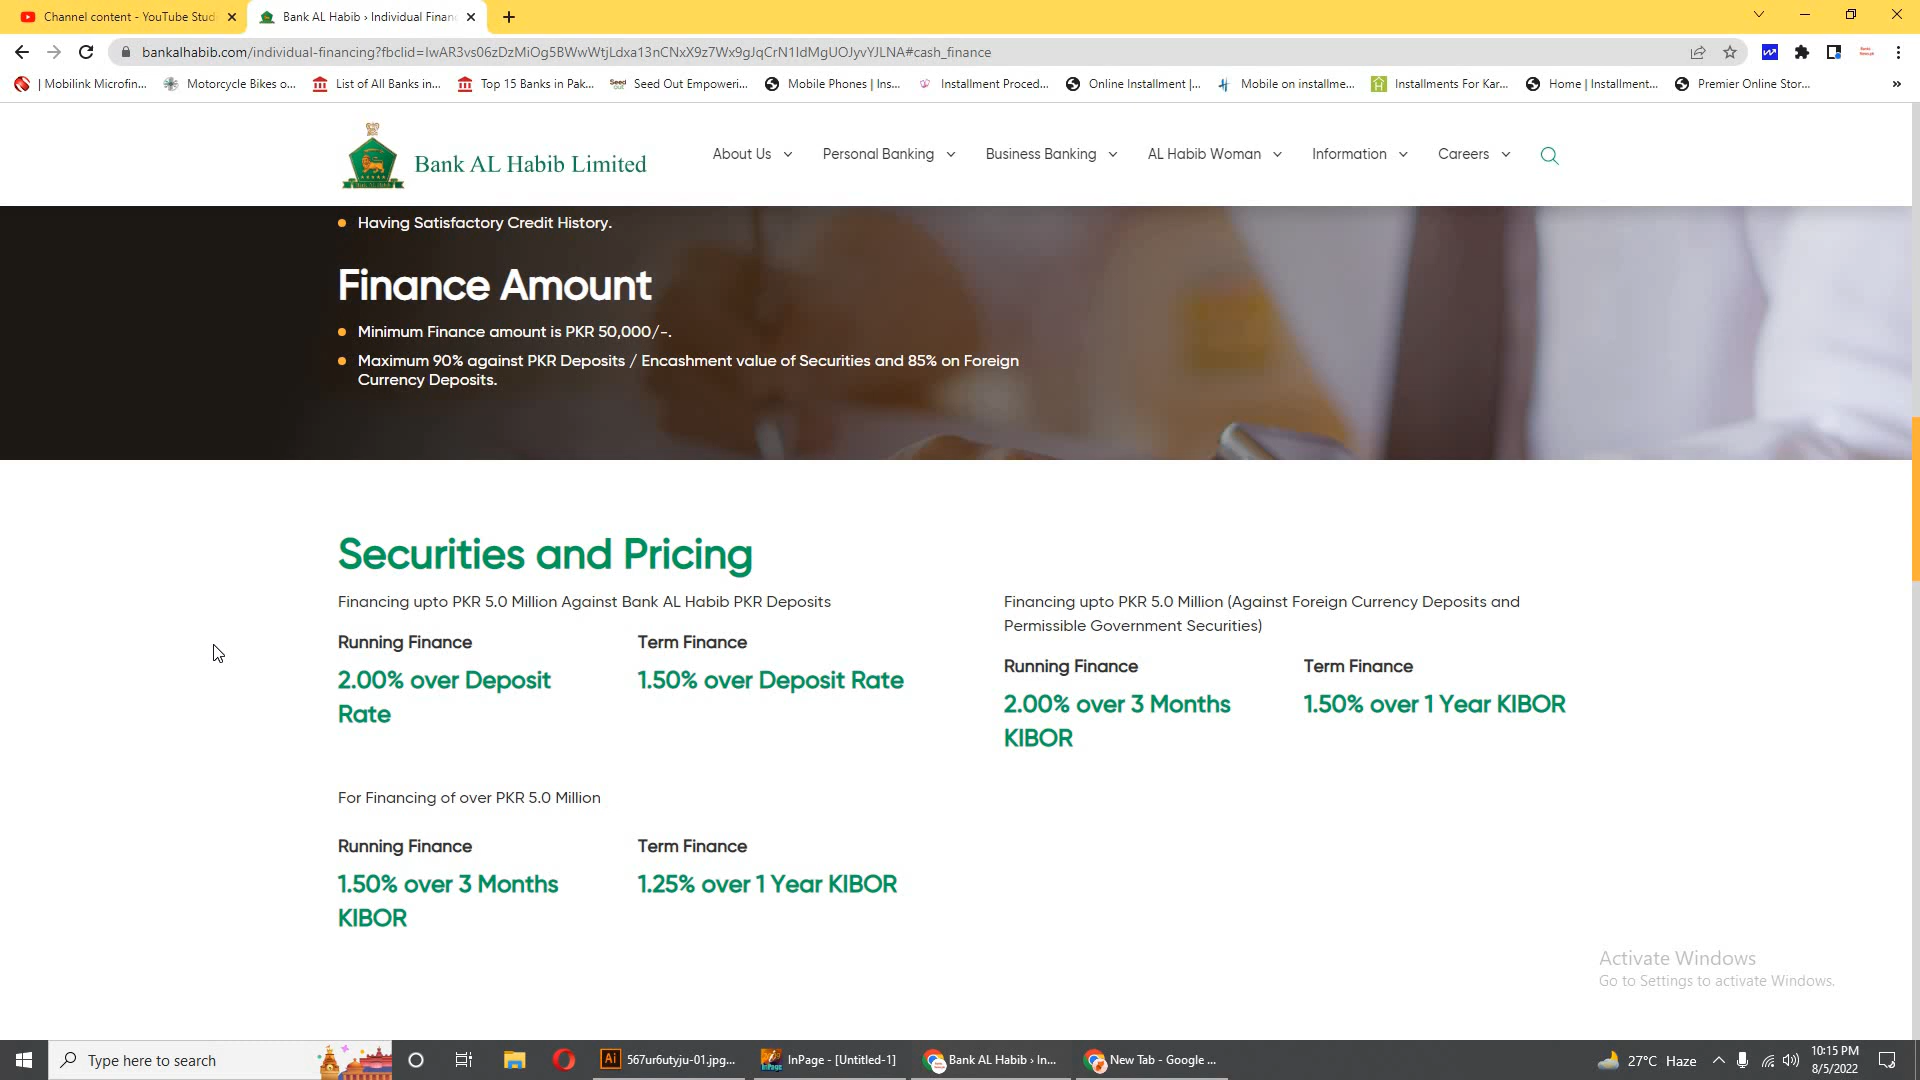 Channel content - YouTube Stud
Bank AL Habib › Individual Financ
bankalhabib.com/individual-financing?fbclid=IwAR3vs06zDzMiOg5BWwWtjLdxa13nCNxX9z7Wx9gJqCrN1IdMgUOJyvYJLNA#cash_finance
| Mobilink Microfin...
Motorcycle Bikes o...
List of All Banks in...
Top 15 Banks in Pak...
Seed Out Empoweri...
Mobile Phones | Ins...
Installment Proced...
Online Installment |...
Mobile on installme...
Installments For Kar...
Home | Installment...
Premier Online Stor...
Bank AL Habib Limited
About Us
Personal Banking
Business Banking
AL Habib Woman
Information
Careers
Having Satisfactory Credit History.
Finance Amount
Minimum Finance amount is PKR 50,000/-.
Maximum 90% against PKR Deposits / Encashment value of Securities and 85% on Foreign
Currency Deposits.
Securities and Pricing
Financing upto PKR 5.0 Million Against Bank AL Habib PKR Deposits
Running Finance
2.00% over Deposit
Rate
Term Finance
1.50% over Deposit Rate
Financing upto PKR 5.0 Million (Against Foreign Currency Deposits and
Permissible Government Securities)
Running Finance
2.00% over 3 Months
KIBOR
Term Finance
1.50% over 1 Year KIBOR
For Financing of over PKR 5.0 Million
Running Finance
1.50% over 3 Months
KIBOR
Term Finance
1.25% over 1 Year KIBOR
Activate Windows
Go to Settings to activate Windows.
Type here to search
567ur6utyju-01.jpg...
InPage - [Untitled-1]
Bank AL Habib › In...
New Tab - Google ...
27°C Haze
10:15 PM
8/5/2022